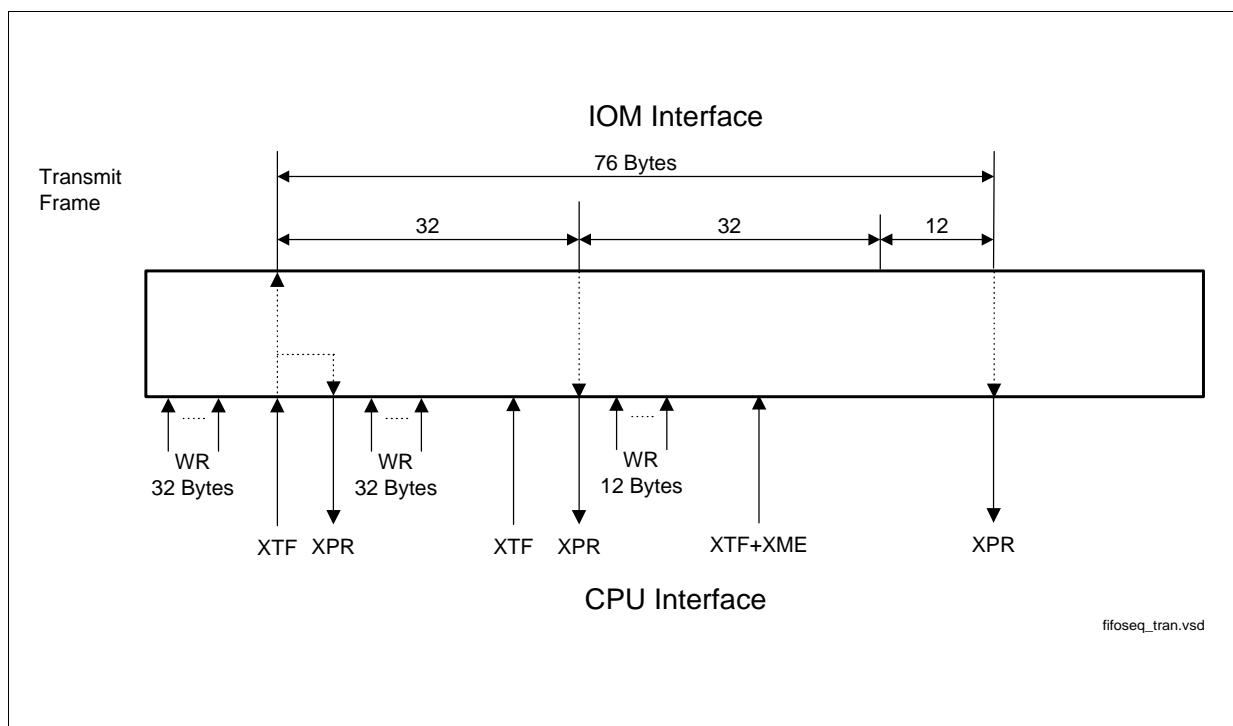 IOM Interface
Transmit
Frame
76 Bytes
32
32
12
WR
32 Bytes
WR
32 Bytes
WR
12 Bytes
XTF
XPR
XTF
XPR
XTF+XME
XPR
CPU Interface
fifoseq_tran.vsd